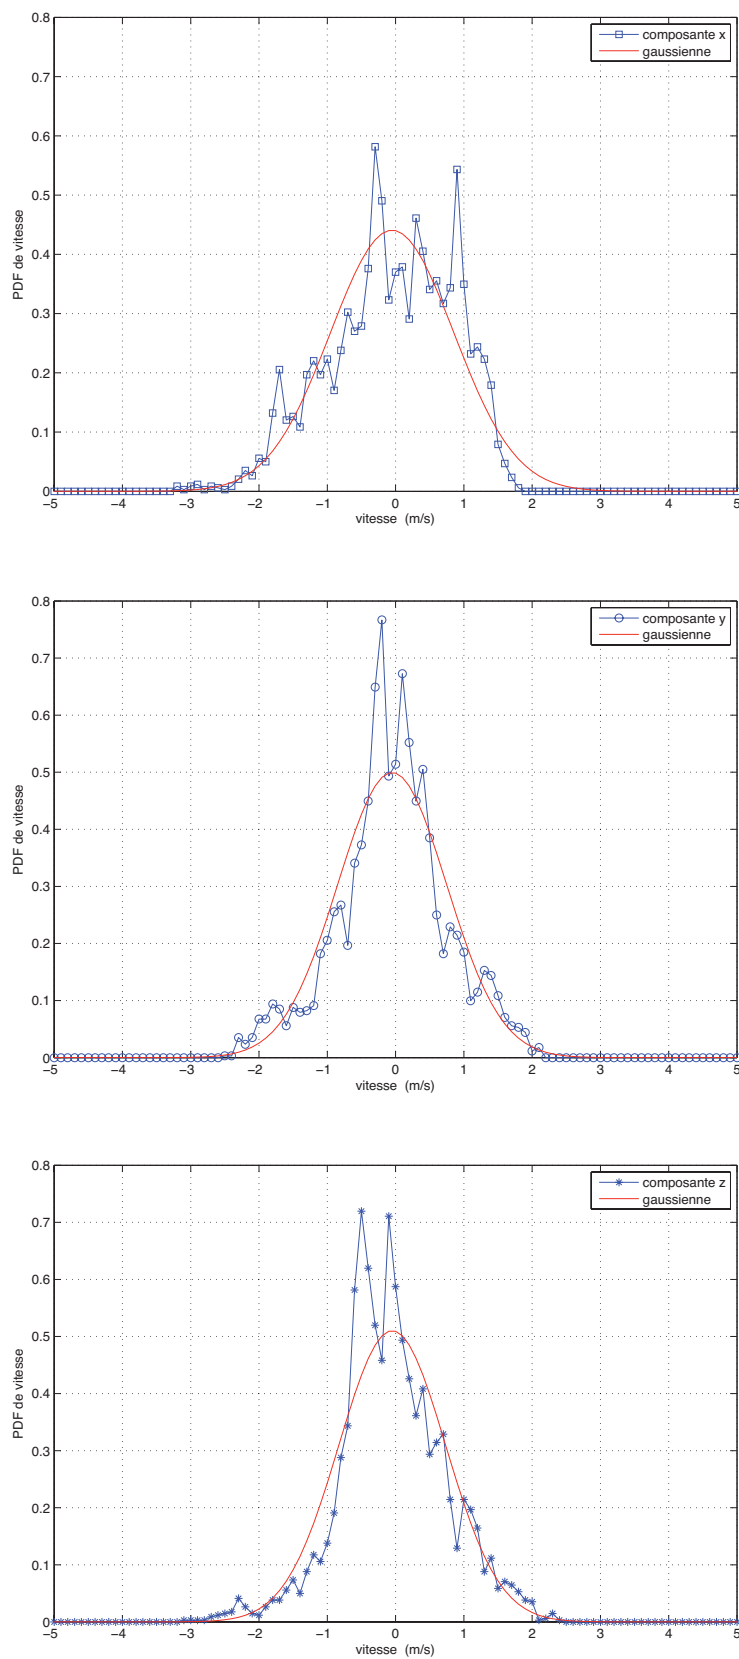 0.8
composante x
gaussienne
0.7
0.6
0.5
0.4
0.3
0.2
0.1
0
PDF de vitesse
−5 −4 −3 −2 −1 0 1 2 3 4 5
vitesse (m/s)
0.8
composante y
gaussienne
0.7
0.6
0.5
0.4
0.3
0.2
0.1
0
PDF de vitesse
−5 −4 −3 −2 −1 0 1 2 3 4 5
vitesse (m/s)
0.8
composante z
gaussienne
0.7
0.6
0.5
0.4
0.3
0.2
0.1
0
PDF de vitesse
−5 −4 −3 −2 −1 0 1 2 3 4 5
vitesse (m/s)